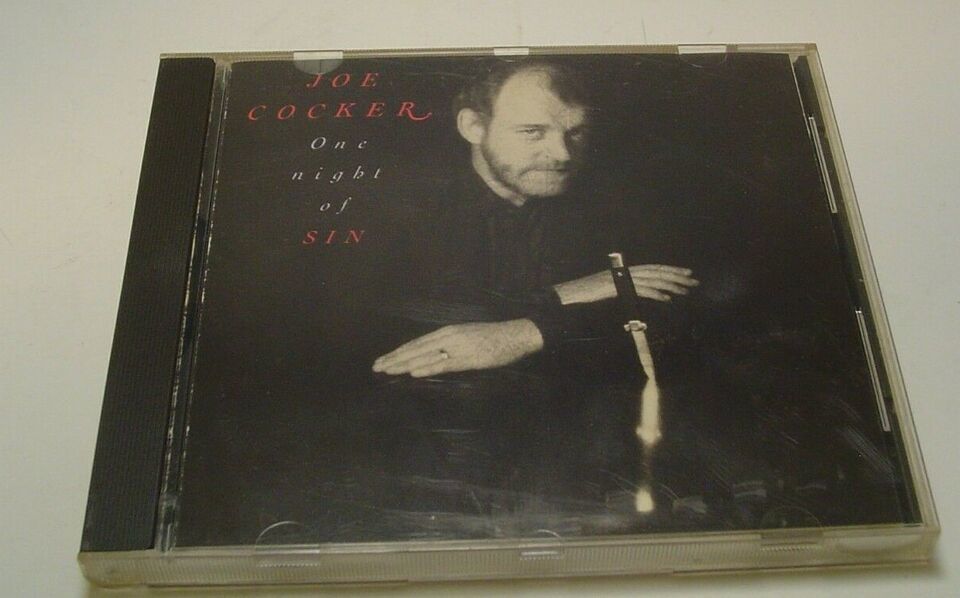 JOE
COCKER
One
night
of
SIN